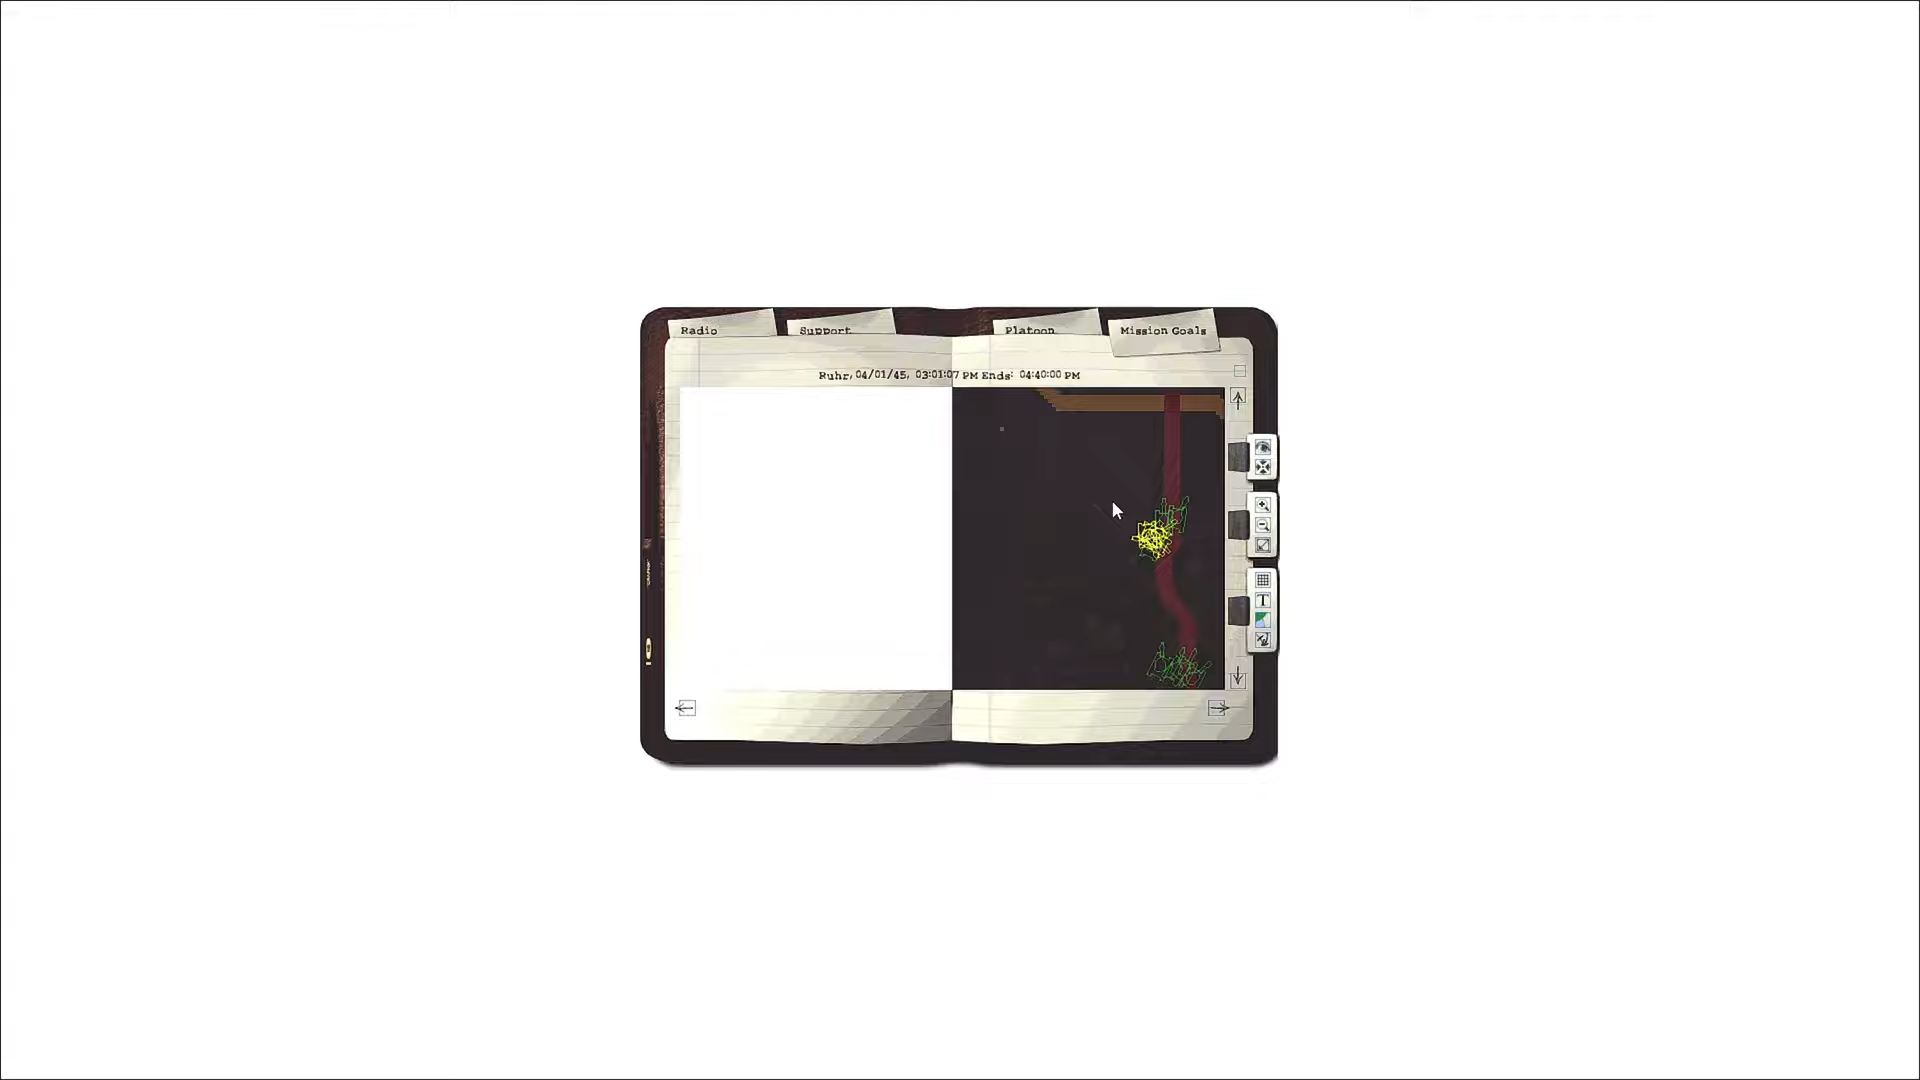 Radio
Support
Platoon
Mission Goals
Ruhr, 04/01/45, 03:01:07 PM Ends: 04:40:00 PM
T